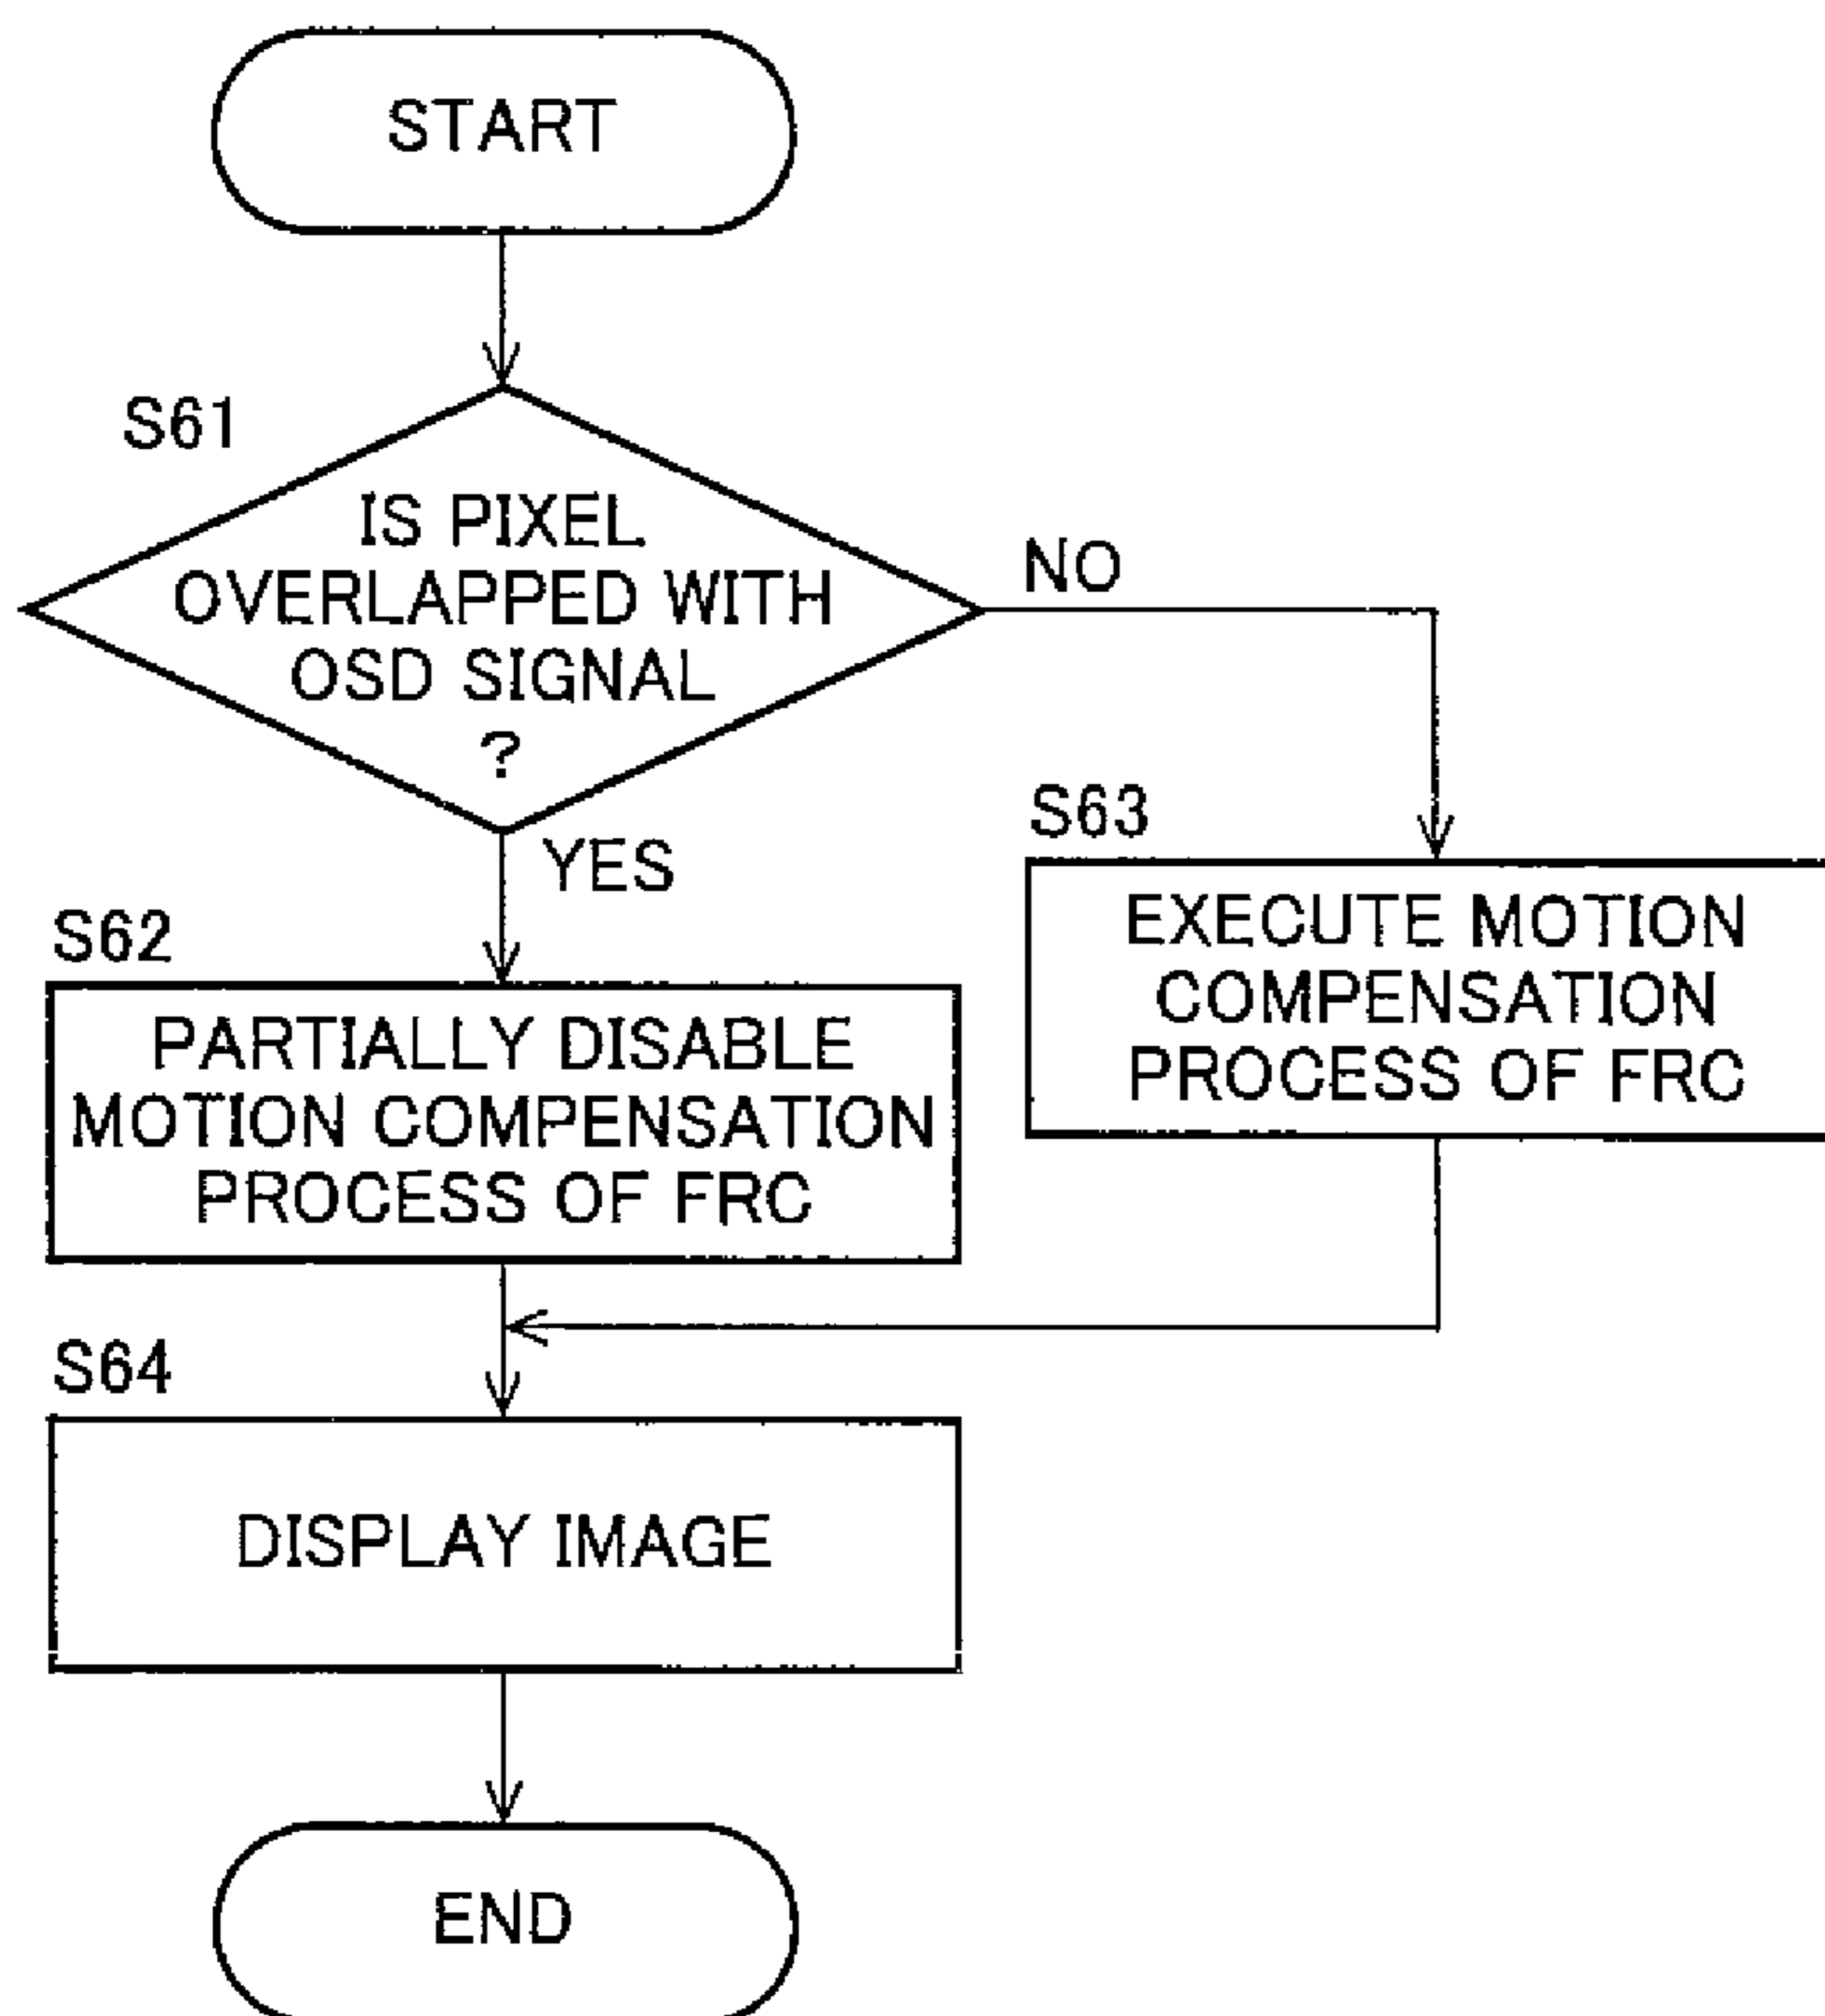 START
S61
IS PIXEL
OVERLAPPED WITH
OSD SIGNAL
?
NO
YES
S62
PARTIALLY DISABLE
MOTION COMPENSATION
PROCESS OF FRC
S63
EXECUTE MOTION
COMPENSATION
PROCESS OF FRC
S64
DISPLAY IMAGE
END